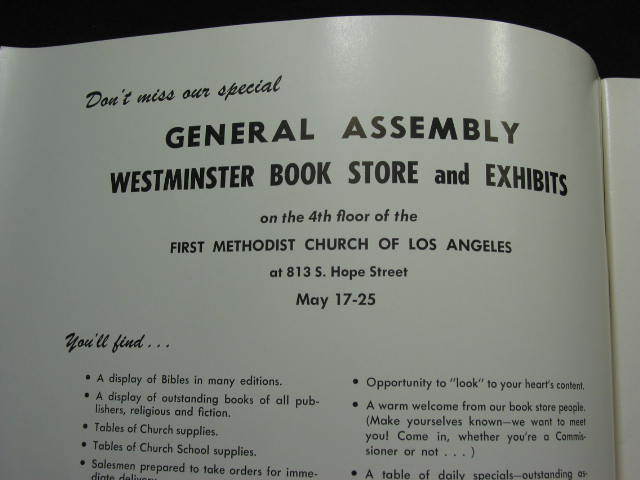 Don't miss our special
GENERAL ASSEMBLY
WESTMINSTER BOOK STORE and EXHIBITS
on the 4th floor of the
FIRST METHODIST CHURCH OF LOS ANGELES
at 813 S. Hope Street
May 17-25
You'll find...
• A display of Bibles in many editions.
• A display of outstanding books of all pub-
lishers, religious and fiction.
• Tables of Church supplies.
• Tables of Church School supplies.
• Salesmen prepared to take orders for imme-
diate delivery.
• Opportunity to "look" to your heart's content.
• A warm welcome from our book store people.
(Make yourselves known—we want to meet
you! Come in, whether you're a Commis-
sioner or not . . . )
• A table of daily specials—outstanding as-